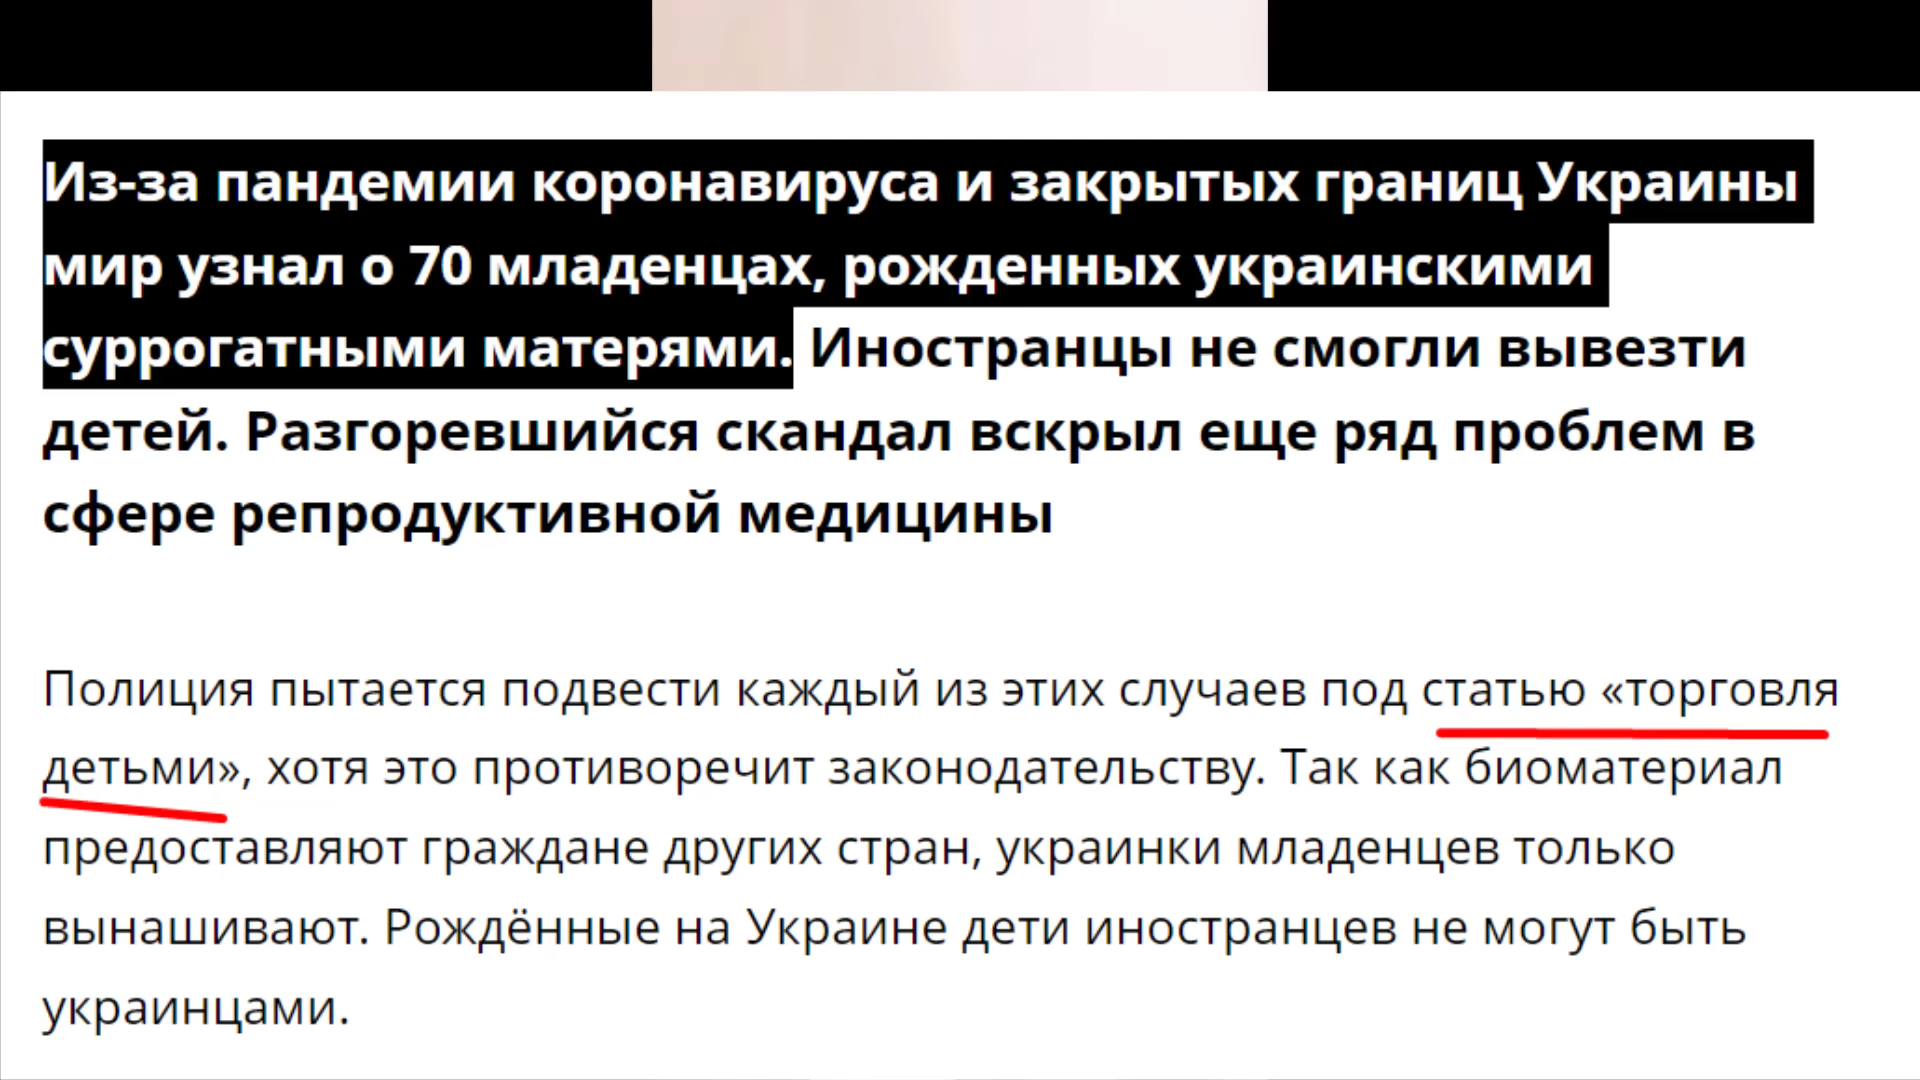 Из-за пандемии коронавируса и закрытых границ Украины
мир узнал о 70 младенцах, рожденных украинскими
суррогатными матерями. Иностранцы не смогли вывезти
детей. Разгоревшийся скандал вскрыл еще ряд проблем в
сфере репродуктивной медицины
Полиция пытается подвести каждый из этих случаев под статью «торговля
детьми», хотя это противоречит законодательству. Так как биоматериал
предоставляют граждане других стран, украинки младенцев только
вынашивают. Рождённые на Украине дети иностранцев не могут быть
украинцами.